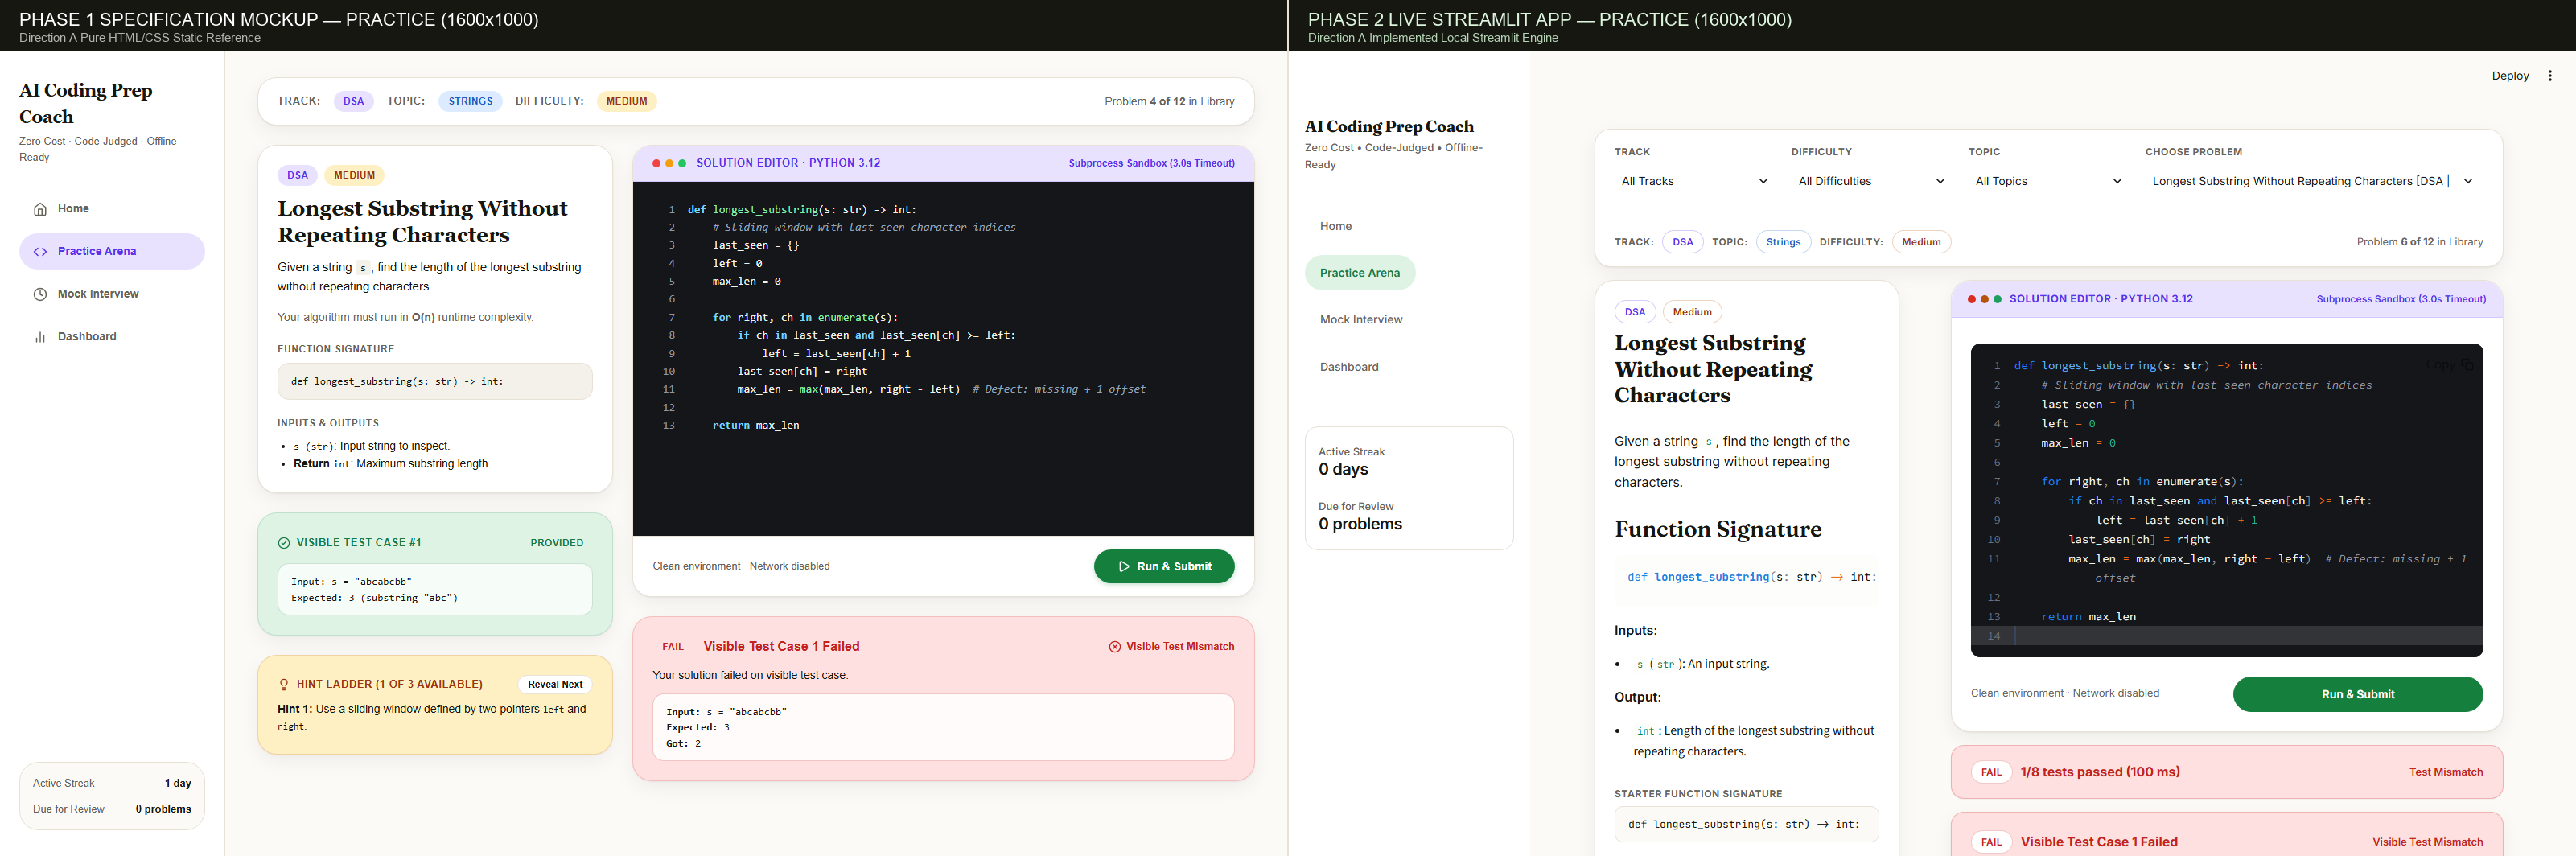 PHASE 1 SPECIFICATION MOCKUP — PRACTICE (1600x1000)
Direction A Pure HTML/CSS Static Reference
AI Coding Prep
Coach
Zero Cost · Code-Judged · Offline-
Ready
Home
Practice Arena
Mock Interview
Dashboard
Active Streak 1 day
Due for Review 0 problems
TRACK: DSA TOPIC: STRINGS DIFFICULTY: MEDIUM Problem 4 of 12 in Library
DSA MEDIUM
Longest Substring Without
Repeating Characters
Given a string s, find the length of the longest substring
without repeating characters.
Your algorithm must run in O(n) runtime complexity.
FUNCTION SIGNATURE
def longest_substring(s: str) -> int:
INPUTS & OUTPUTS
• s (str): Input string to inspect.
• Return int: Maximum substring length.
VISIBLE TEST CASE #1 PROVIDED
Input: s = "abcabcbb"
Expected: 3 (substring "abc")
HINT LADDER (1 OF 3 AVAILABLE) Reveal Next
Hint 1: Use a sliding window defined by two pointers left and
right.
SOLUTION EDITOR · PYTHON 3.12 Subprocess Sandbox (3.0s Timeout)
1 def longest_substring(s: str) -> int:
2 # Sliding window with last seen character indices
3 last_seen = {}
4 left = 0
5 max_len = 0
6
7 for right, ch in enumerate(s):
8 if ch in last_seen and last_seen[ch] >= left:
9 left = last_seen[ch] + 1
10 last_seen[ch] = right
11 max_len = max(max_len, right - left) # Defect: missing + 1 offset
12
13 return max_len
Clean environment · Network disabled Run & Submit
FAIL Visible Test Case 1 Failed Visible Test Mismatch
Your solution failed on visible test case:
Input: s = "abcabcbb"
Expected: 3
Got: 2
PHASE 2 LIVE STREAMLIT APP — PRACTICE (1600x1000)
Direction A Implemented Local Streamlit Engine
Deploy
AI Coding Prep Coach
Zero Cost • Code-Judged • Offline-
Ready
Home
Practice Arena
Mock Interview
Dashboard
Active Streak
0 days
Due for Review
0 problems
TRACK DIFFICULTY TOPIC CHOOSE PROBLEM
All Tracks All Difficulties All Topics Longest Substring Without Repeating Characters [DSA |
TRACK: DSA TOPIC: Strings DIFFICULTY: Medium Problem 6 of 12 in Library
DSA Medium
Longest Substring
Without Repeating
Characters
Given a string s, find the length of the
longest substring without repeating
characters.
Function Signature
def longest_substring(s: str) -> int:
Inputs:
• s (str): An input string.
Output:
• int: Length of the longest substring without
repeating characters.
STARTER FUNCTION SIGNATURE
def longest_substring(s: str) -> int:
SOLUTION EDITOR · PYTHON 3.12 Subprocess Sandbox (3.0s Timeout)
Copy
1 def longest_substring(s: str) -> int:
2 # Sliding window with last seen character indices
3 last_seen = {}
4 left = 0
5 max_len = 0
6
7 for right, ch in enumerate(s):
8 if ch in last_seen and last_seen[ch] >= left:
9 left = last_seen[ch] + 1
10 last_seen[ch] = right
11 max_len = max(max_len, right - left) # Defect: missing + 1
offset
12
13 return max_len
14
Clean environment · Network disabled Run & Submit
FAIL 1/8 tests passed (100 ms) Test Mismatch
FAIL Visible Test Case 1 Failed Visible Test Mismatch